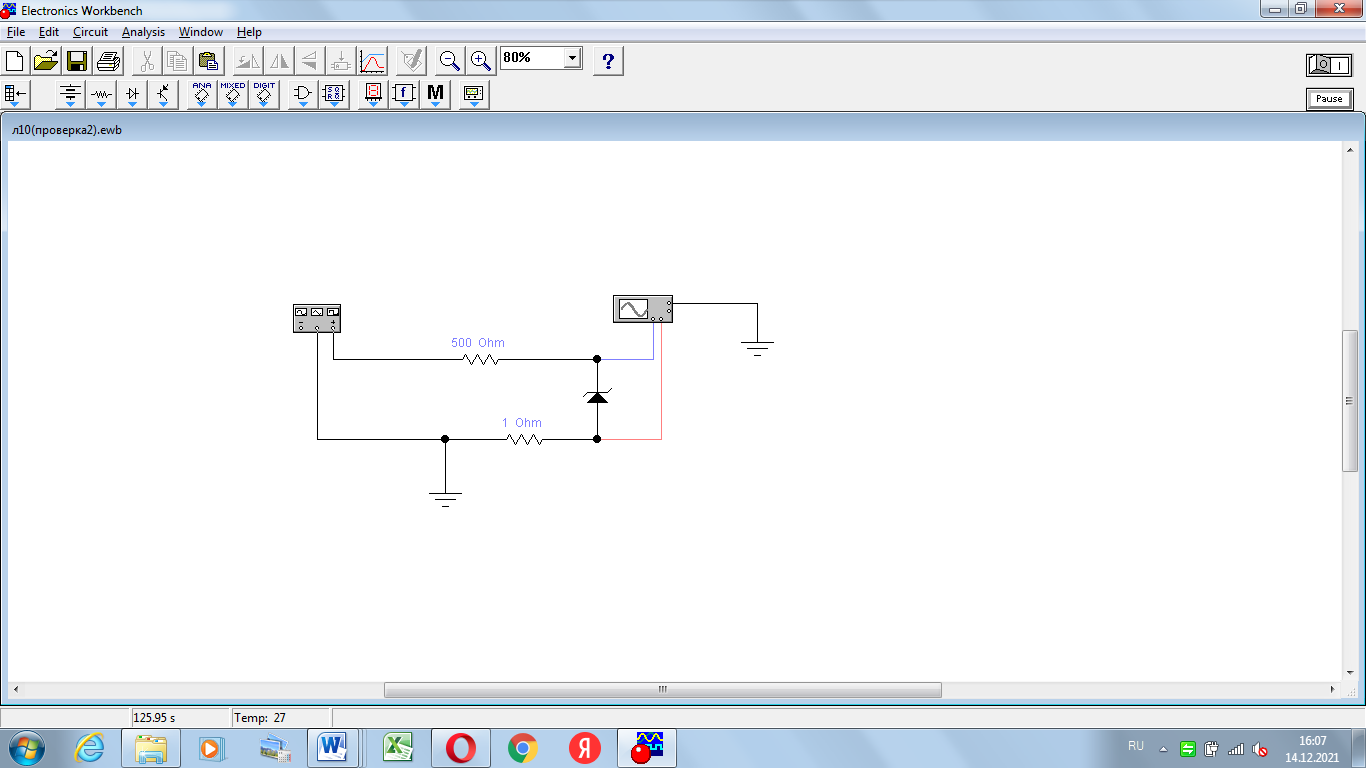 Electronics Workbench
File Edit Circuit Analysis Window Help
80%
?
ANA MIXED DIGIT
f
M
I
Pause
л10(проверка2).ewb
500 Ohm
1 Ohm
125.95 s
Temp: 27
RU
16:07
14.12.2021